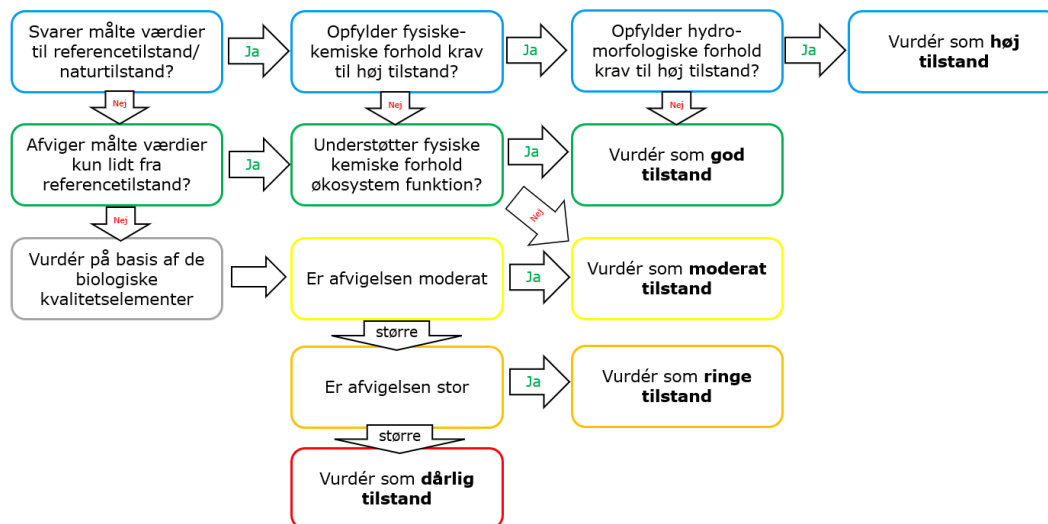 Svarer målte værdier
til referencetilstand/
naturtilstand?
Ja
Opfylder fysiske-
kemiske forhold krav
til høj tilstand?
Ja
Opfylder hydro-
morfologiske forhold
krav til høj tilstand?
Ja
Vurdér som høj
tilstand
Nej
Nej
Nej
Afviger målte værdier
kun lidt fra
referencetilstand?
Ja
Understøtter fysiske
kemiske forhold
økosystem funktion?
Ja
Vurdér som god
tilstand
Nej
Nej
Vurdér på basis af de
biologiske
kvalitetselementer
Er afvigelsen moderat
Ja
Vurdér som moderat
tilstand
større
Er afvigelsen stor
Ja
Vurdér som ringe
tilstand
større
Vurdér som dårlig
tilstand